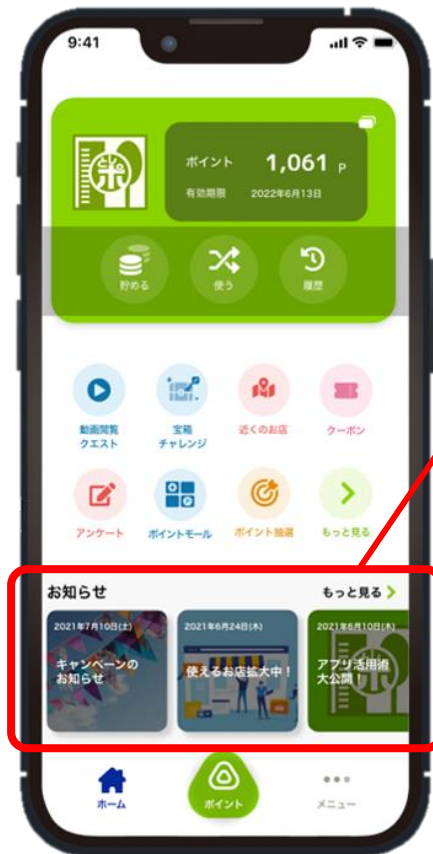 9:41
ポイント 1,061 P
有効期限 2022年6月13日
貯める 使う 履歴
動画閲覧
クエスト
宝箱
チャレンジ
近くのお店
クーポン
アンケート
ポイントモール
ポイント抽選
もっと見る
お知らせ もっと見る
2021年7月10日(土)
キャンペーンの
お知らせ
2021年6月24日(木)
使えるお店拡大中！
2021年6月10日(木)
アプリ活用術
大公開！
ホーム ポイント メニュー